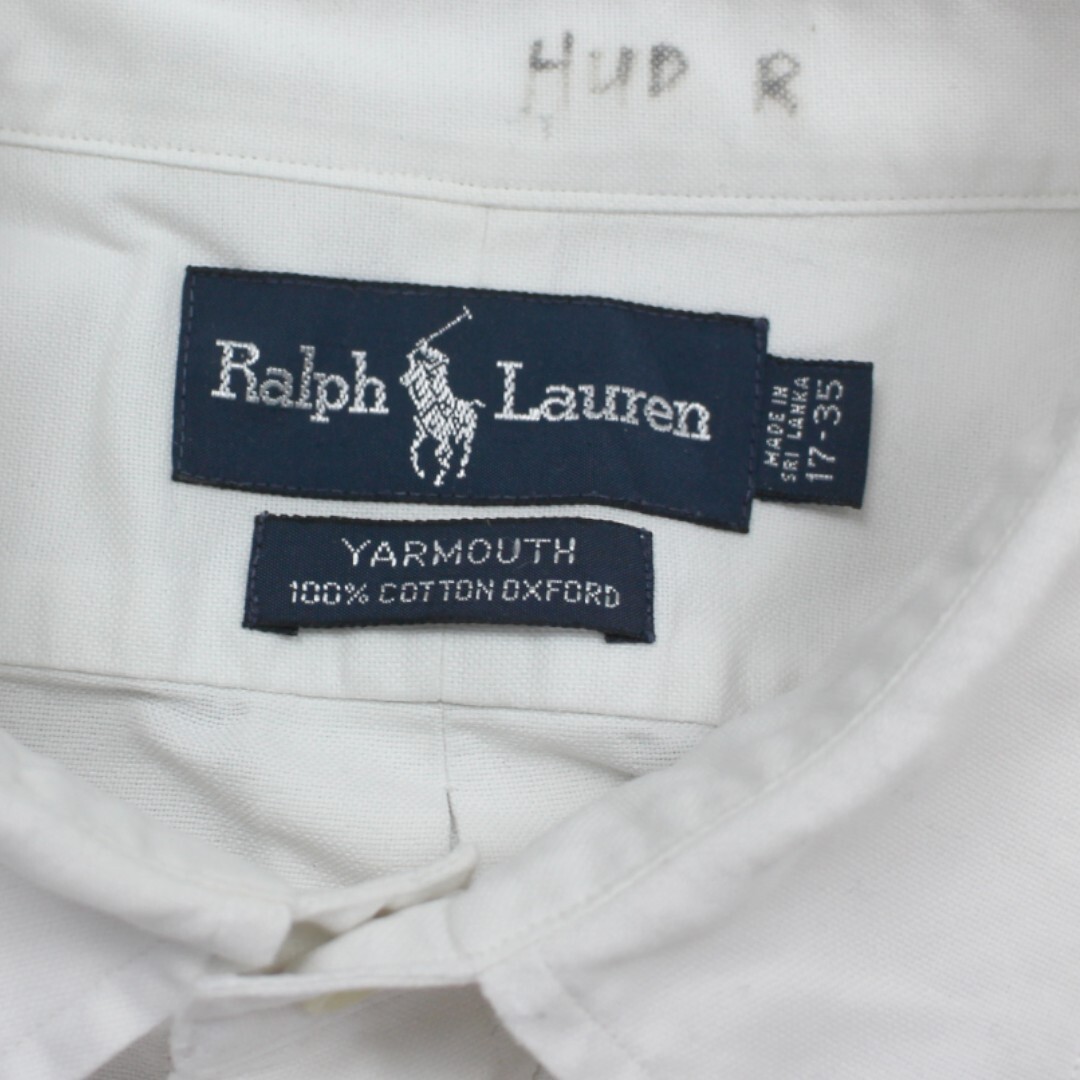 HUD R
Ralph Lauren
MADE IN
SRI LANKA
17-35
YARMOUTH
100% COTTON OXFORD